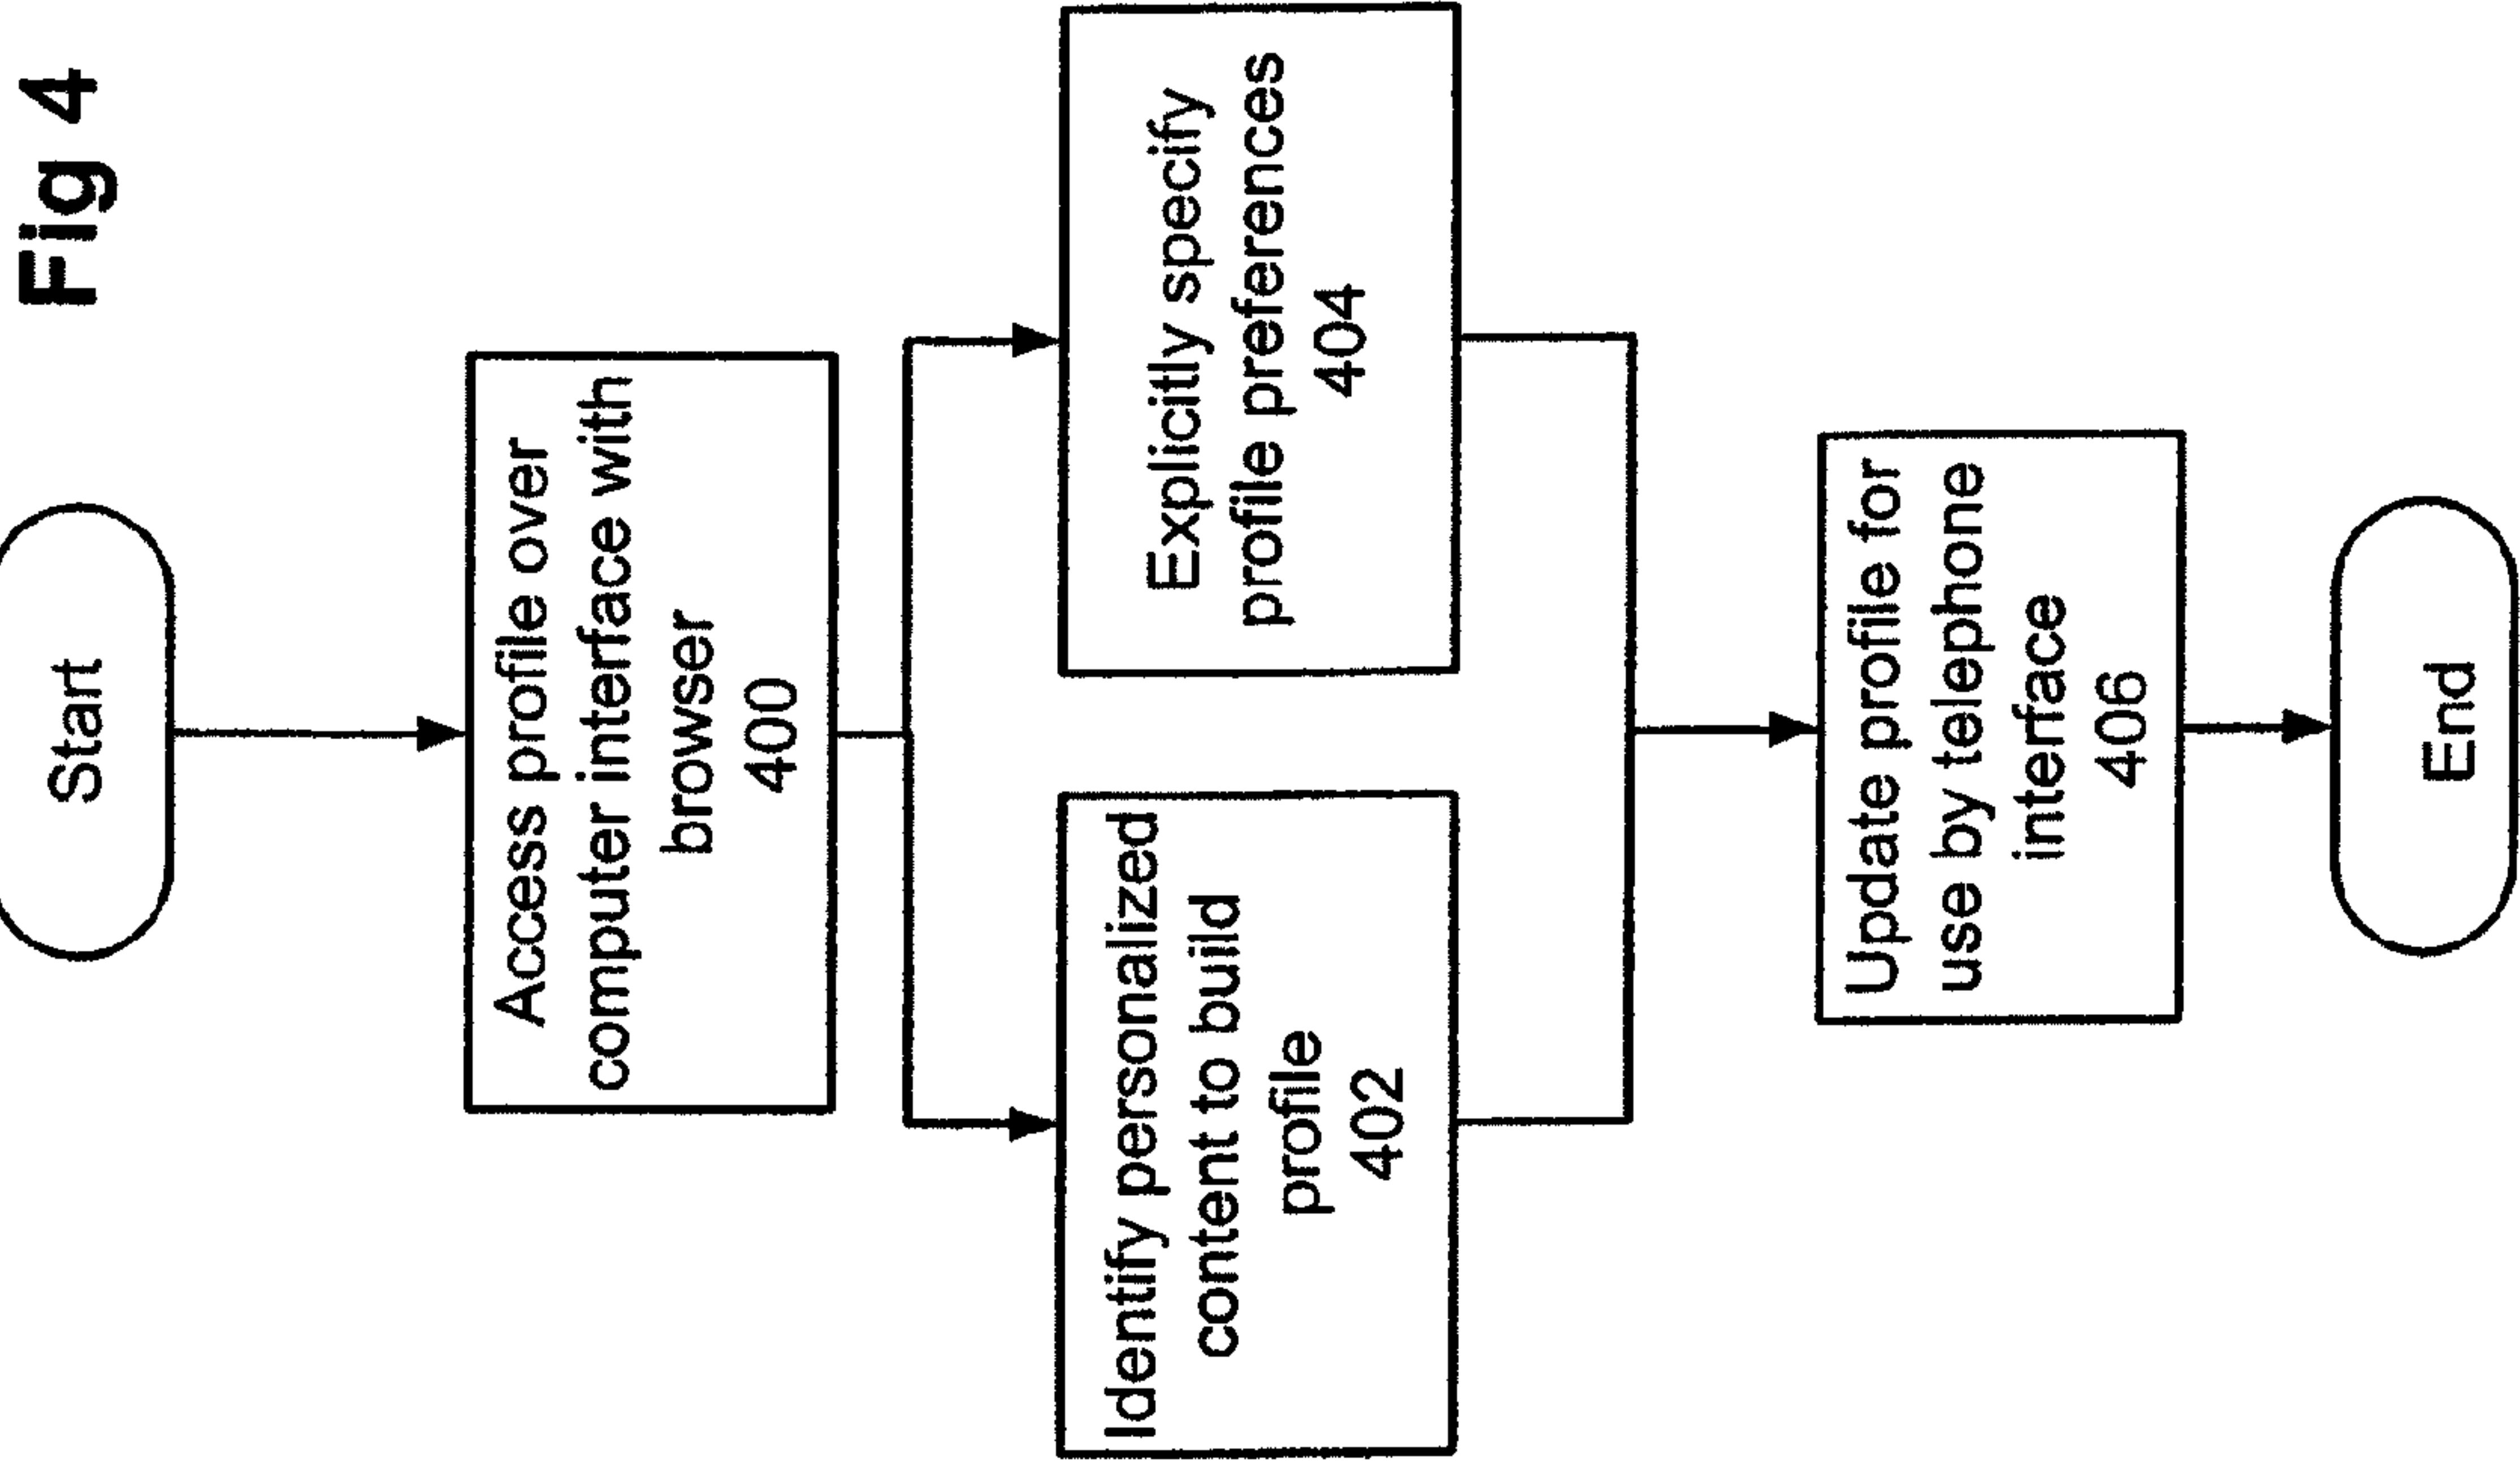 Fig 4
Start
Access profile over
computer interface with
browser
400
Identify personalized
content to build
profile
402
Explicitly specify
profile preferences
404
Update profile for
use by telephone
interface
406
End